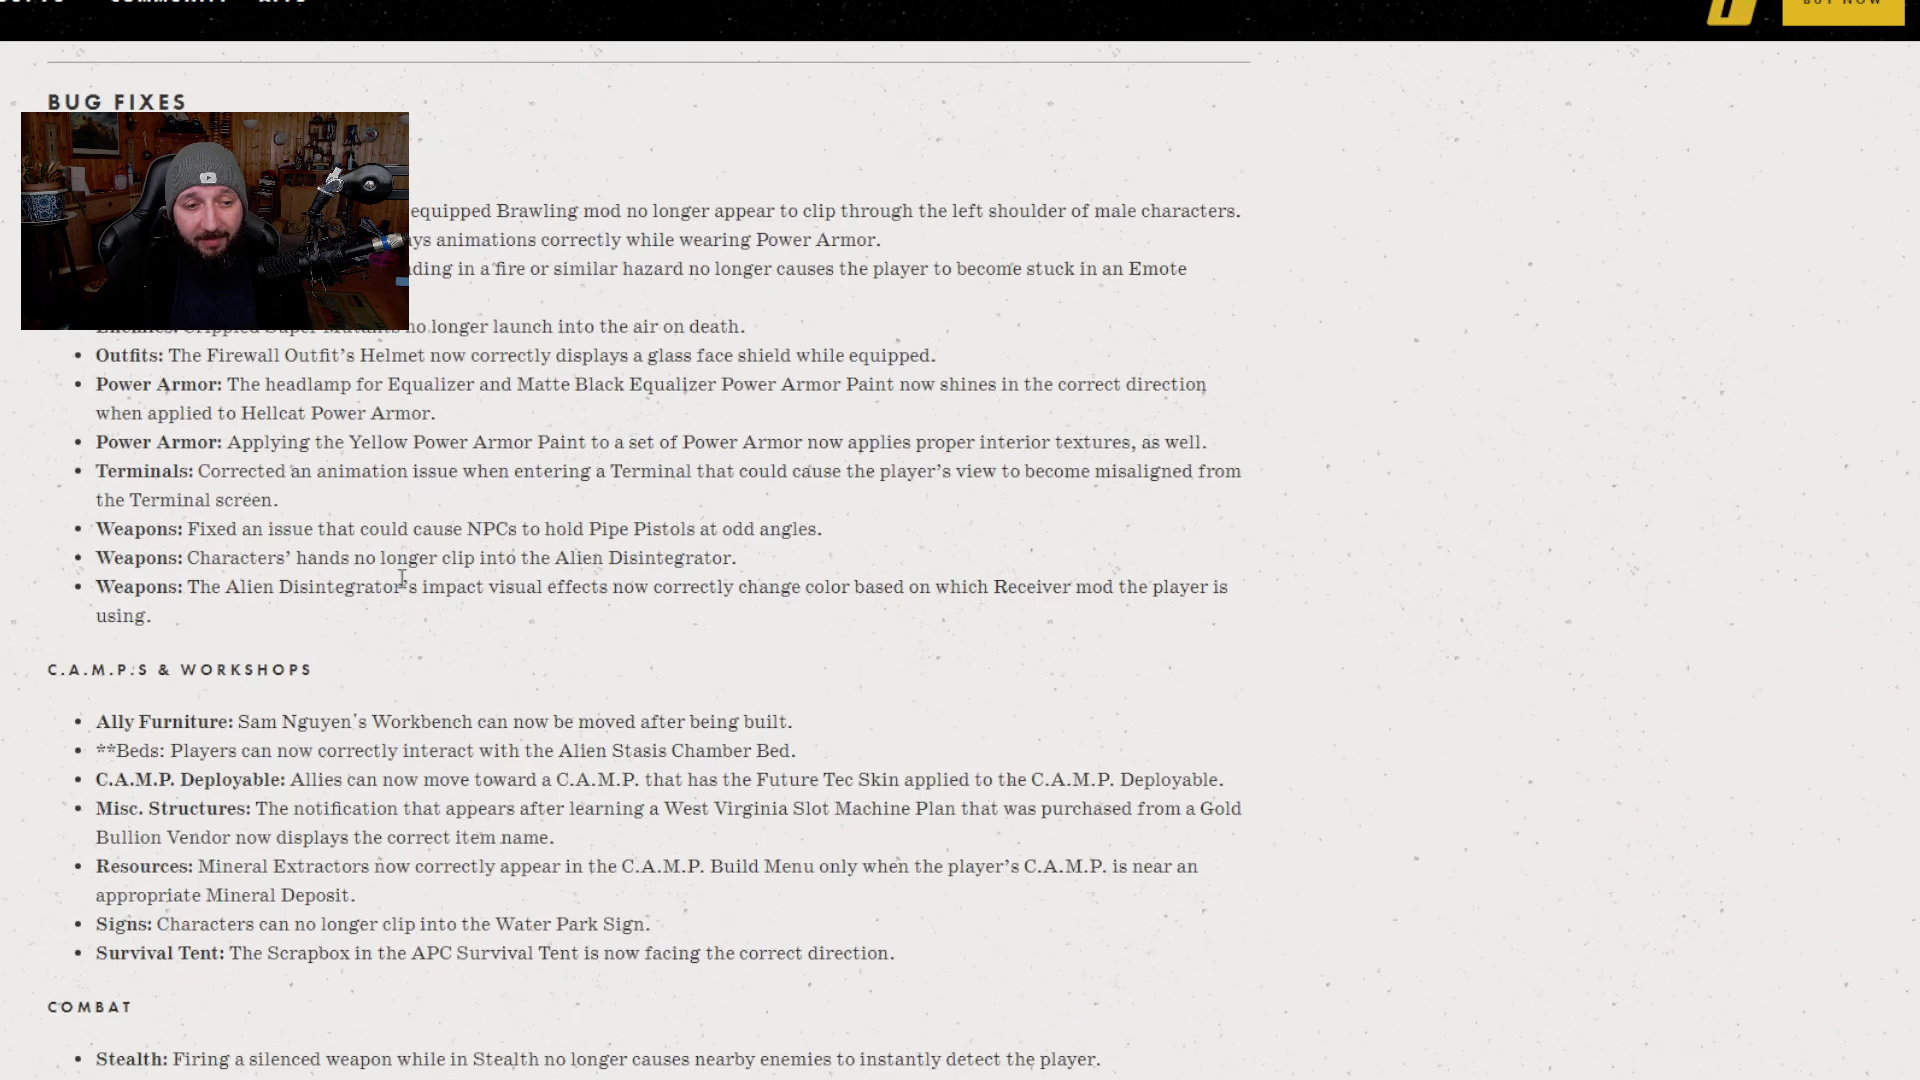 COMMUNITY
BUY NOW
BUG FIXES
equipped Brawling mod no longer appear to clip through the left shoulder of male characters.
animations correctly while wearing Power Armor.
in a fire or similar hazard no longer causes the player to become stuck in an Emote
no longer launch into the air on death.
• Outfits: The Firewall Outfit's Helmet now correctly displays a glass face shield while equipped.
• Power Armor: The headlamp for Equalizer and Matte Black Equalizer Power Armor Paint now shines in the correct direction
when applied to Hellcat Power Armor.
• Power Armor: Applying the Yellow Power Armor Paint to a set of Power Armor now applies proper interior textures, as well.
• Terminals: Corrected an animation issue when entering a Terminal that could cause the player's view to become misaligned from
the Terminal screen.
• Weapons: Fixed an issue that could cause NPCs to hold Pipe Pistols at odd angles.
• Weapons: Characters' hands no longer clip into the Alien Disintegrator.
• Weapons: The Alien Disintegrator's impact visual effects now correctly change color based on which Receiver mod the player is
using.
C.A.M.P.S & WORKSHOPS
• Ally Furniture: Sam Nguyen's Workbench can now be moved after being built.
• **Beds: Players can now correctly interact with the Alien Stasis Chamber Bed.
• C.A.M.P. Deployable: Allies can now move toward a C.A.M.P. that has the Future Tec Skin applied to the C.A.M.P. Deployable.
• Misc. Structures: The notification that appears after learning a West Virginia Slot Machine Plan that was purchased from a Gold
Bullion Vendor now displays the correct item name.
• Resources: Mineral Extractors now correctly appear in the C.A.M.P. Build Menu only when the player's C.A.M.P. is near an
appropriate Mineral Deposit.
• Signs: Characters can no longer clip into the Water Park Sign.
• Survival Tent: The Scrapbox in the APC Survival Tent is now facing the correct direction.
COMBAT
• Stealth: Firing a silenced weapon while in Stealth no longer causes nearby enemies to instantly detect the player.